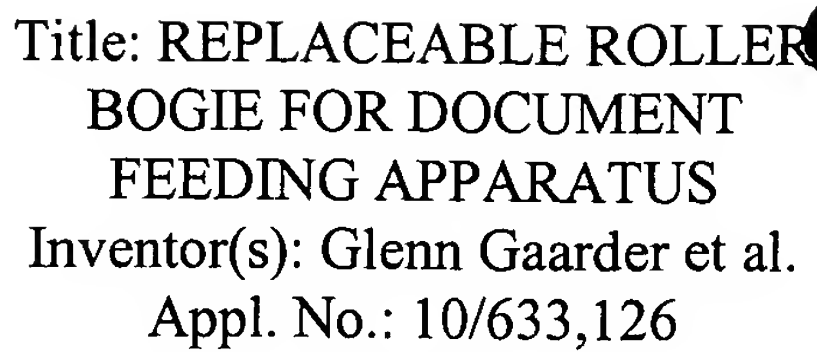 Title: REPLACEABLE ROLLER
BOGIE FOR DOCUMENT
FEEDING APPARATUS
Inventor(s): Glenn Gaarder et al.
Appl. No.: 10/633,126